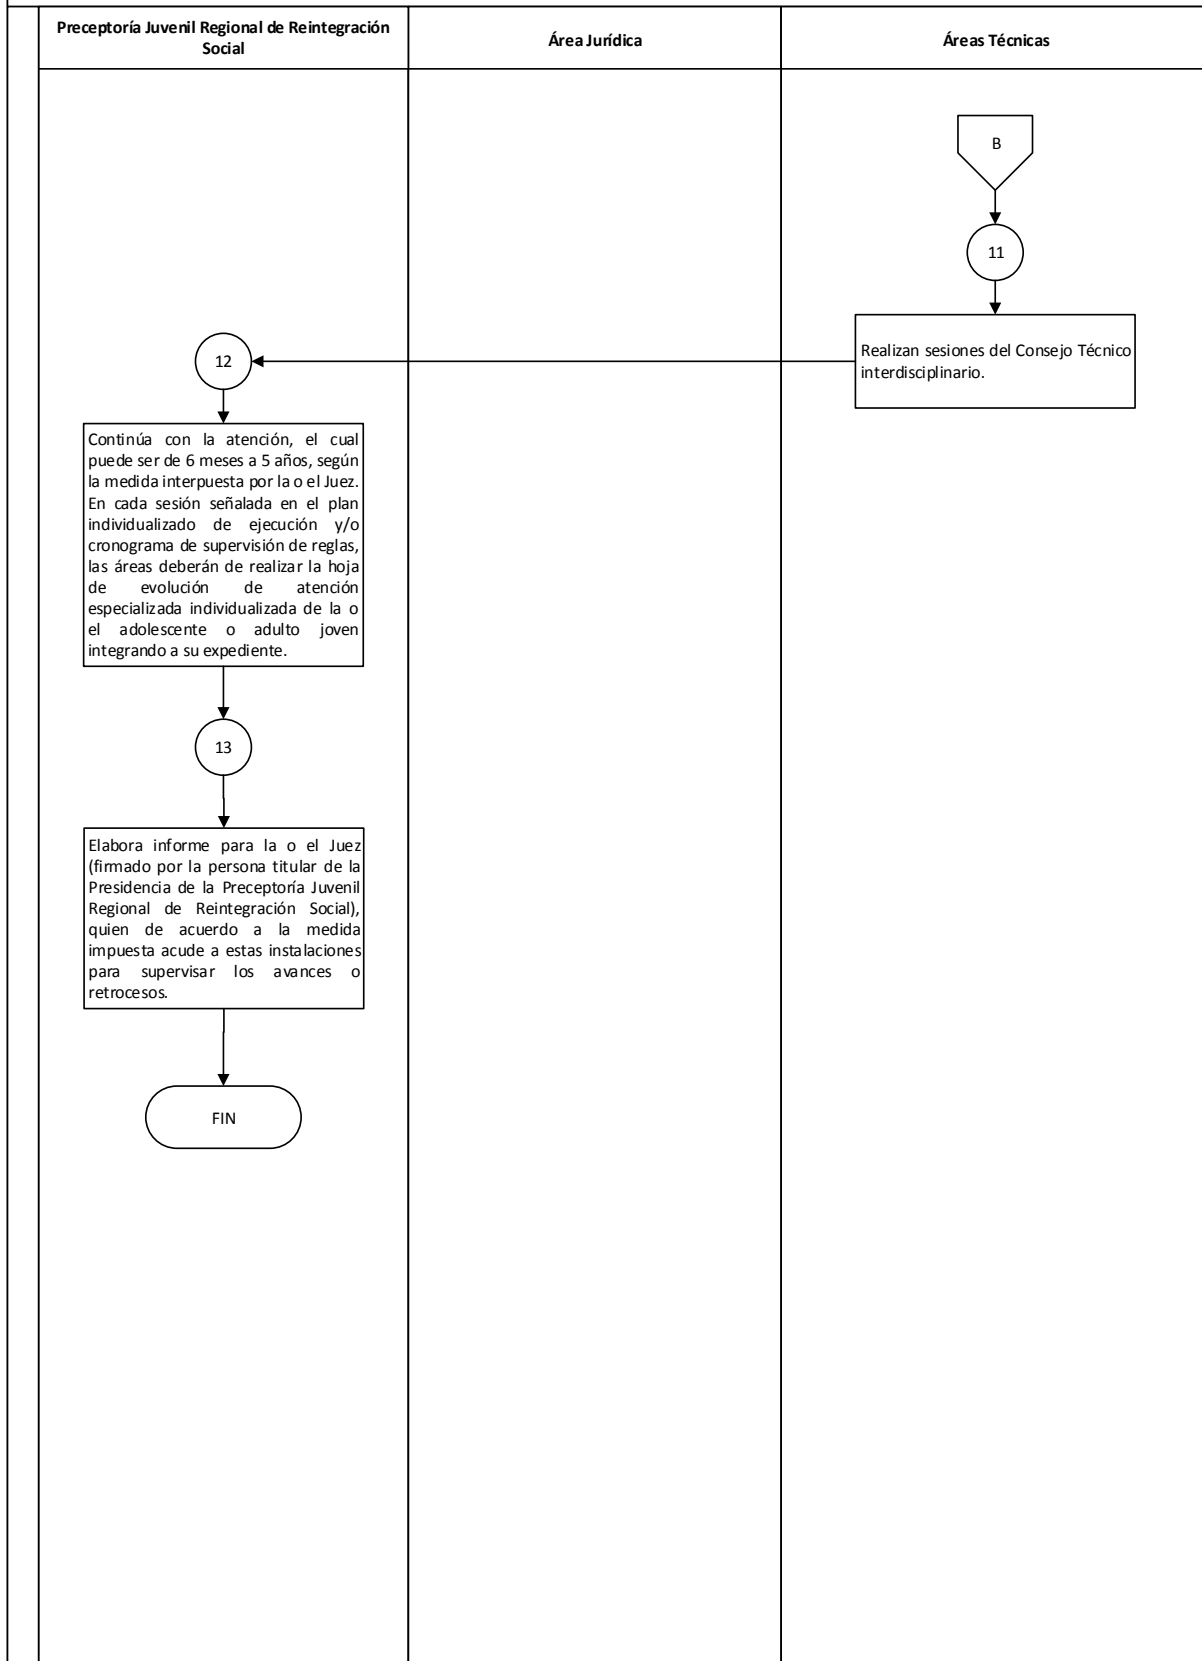 Preceptoría Juvenil Regional de Reintegración
Social
Área Jurídica
Áreas Técnicas
B
11
Realizan sesiones del Consejo Técnico
interdisciplinario.
12
Continúa con la atención, el cual
puede ser de 6 meses a 5 años, según
la medida interpuesta por la o el Juez.
En cada sesión señalada en el plan
individualizado de ejecución y/o
cronograma de supervisión de reglas,
las áreas deberán de realizar la hoja
de evolución de atención
especializada individualizada de la o
el adolescente o adulto joven
integrando a su expediente.
13
Elabora informe para la o el Juez
(firmado por la persona titular de la
Presidencia de la Preceptoría Juvenil
Regional de Reintegración Social),
quien de acuerdo a la medida
impuesta acude a estas instalaciones
para supervisar los avances o
retrocesos.
FIN